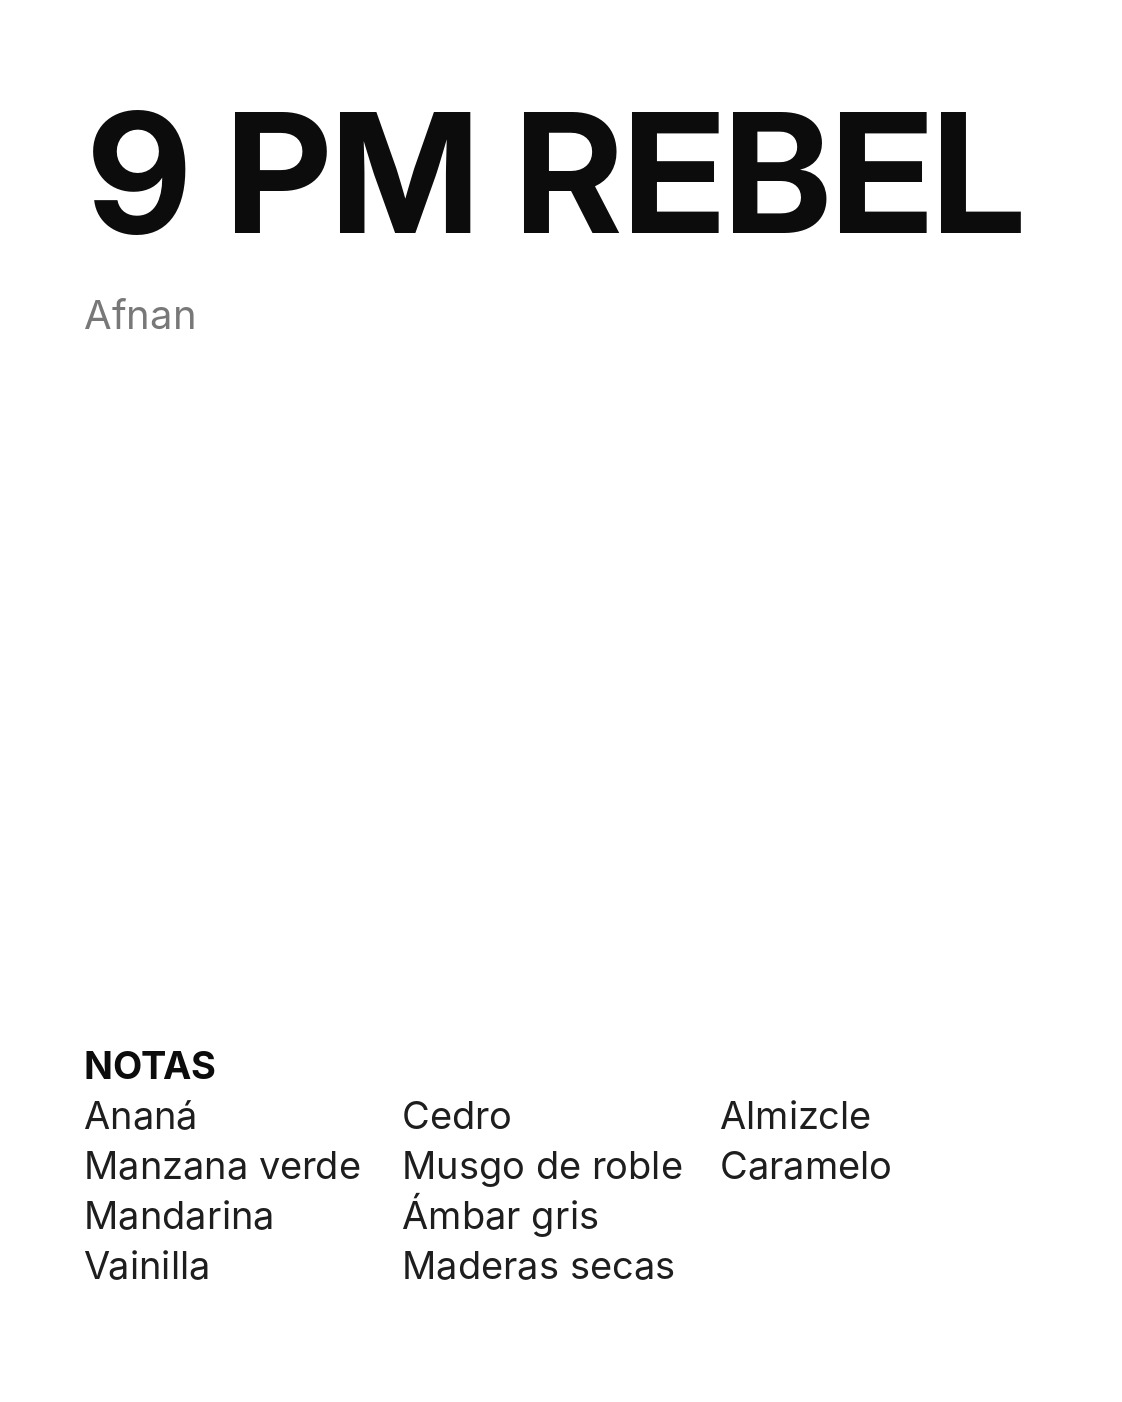 9 PM REBEL
Afnan
NOTAS
Ananá
Manzana verde
Mandarina
Vainilla
Cedro
Musgo de roble
Ámbar gris
Maderas secas
Almizcle
Caramelo